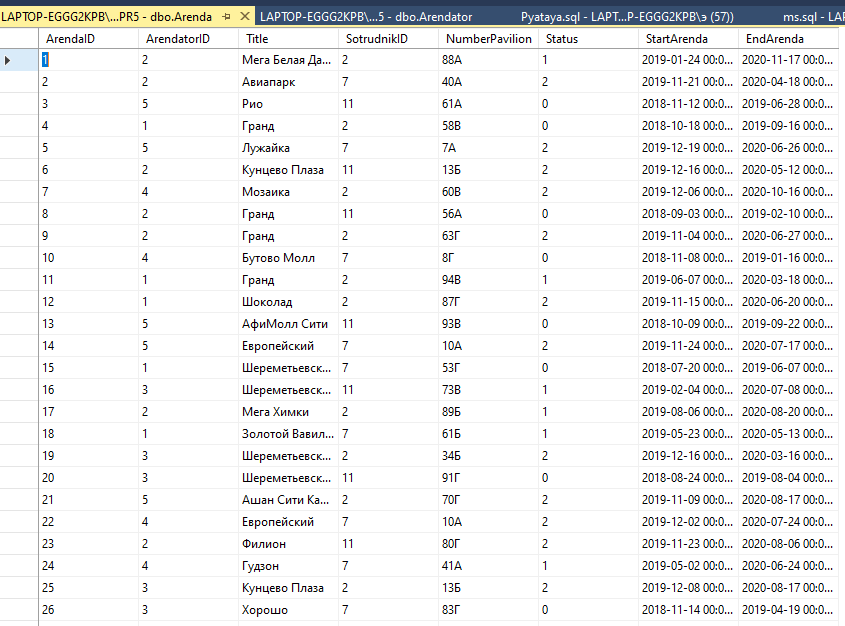 LAPTOP-EGGG2KPB\...PR5 - dbo.Arenda LAPTOP-EGGG2KPB\...5 - dbo.Arendator Pyataya.sql - LAPT...P-EGGG2KPB\э (57)) ms.sql - LAP
ArendaID ArendatorID Title SotrudnikID NumberPavilion Status StartArenda EndArenda
1 2 Мега Белая Да... 2 88А 1 2019-01-24 00:0... 2020-11-17 00:0...
2 2 Авиапарк 7 40А 2 2019-11-21 00:0... 2020-04-18 00:0...
3 5 Рио 11 61А 0 2018-11-12 00:0... 2019-06-28 00:0...
4 1 Гранд 2 58В 0 2018-10-18 00:0... 2019-09-16 00:0...
5 5 Лужайка 7 7А 2 2019-12-19 00:0... 2020-06-26 00:0...
6 2 Кунцево Плаза 11 13Б 2 2019-12-16 00:0... 2020-05-12 00:0...
7 4 Мозаика 2 60В 2 2019-12-06 00:0... 2020-10-16 00:0...
8 2 Гранд 11 56А 0 2018-09-03 00:0... 2019-02-10 00:0...
9 2 Гранд 2 63Г 2 2019-11-04 00:0... 2020-06-27 00:0...
10 4 Бутово Молл 7 8Г 0 2018-11-08 00:0... 2019-01-16 00:0...
11 1 Гранд 2 94В 1 2019-06-07 00:0... 2020-03-18 00:0...
12 1 Шоколад 2 87Г 2 2019-11-15 00:0... 2020-06-20 00:0...
13 5 АфиМолл Сити 11 93В 0 2018-10-09 00:0... 2019-09-22 00:0...
14 5 Европейский 7 10А 2 2019-11-24 00:0... 2020-07-17 00:0...
15 1 Шереметьевск... 7 53Г 0 2018-07-20 00:0... 2019-06-07 00:0...
16 3 Шереметьевск... 11 73В 1 2019-02-04 00:0... 2020-07-08 00:0...
17 2 Мега Химки 2 89Б 1 2019-08-06 00:0... 2020-08-20 00:0...
18 1 Золотой Вавил... 7 61Б 1 2019-05-23 00:0... 2020-05-13 00:0...
19 3 Шереметьевск... 2 34Б 2 2019-12-16 00:0... 2020-03-16 00:0...
20 3 Шереметьевск... 11 91Г 0 2018-08-24 00:0... 2019-08-04 00:0...
21 5 Ашан Сити Ка... 2 70Г 2 2019-11-09 00:0... 2020-08-17 00:0...
22 4 Европейский 7 10А 2 2019-12-02 00:0... 2020-07-24 00:0...
23 2 Филион 11 80Г 2 2019-11-23 00:0... 2020-08-06 00:0...
24 4 Гудзон 7 41А 1 2019-05-02 00:0... 2020-06-24 00:0...
25 3 Кунцево Плаза 2 13Б 2 2019-12-08 00:0... 2020-08-17 00:0...
26 3 Хорошо 7 83Г 0 2018-11-14 00:0... 2019-04-19 00:0...